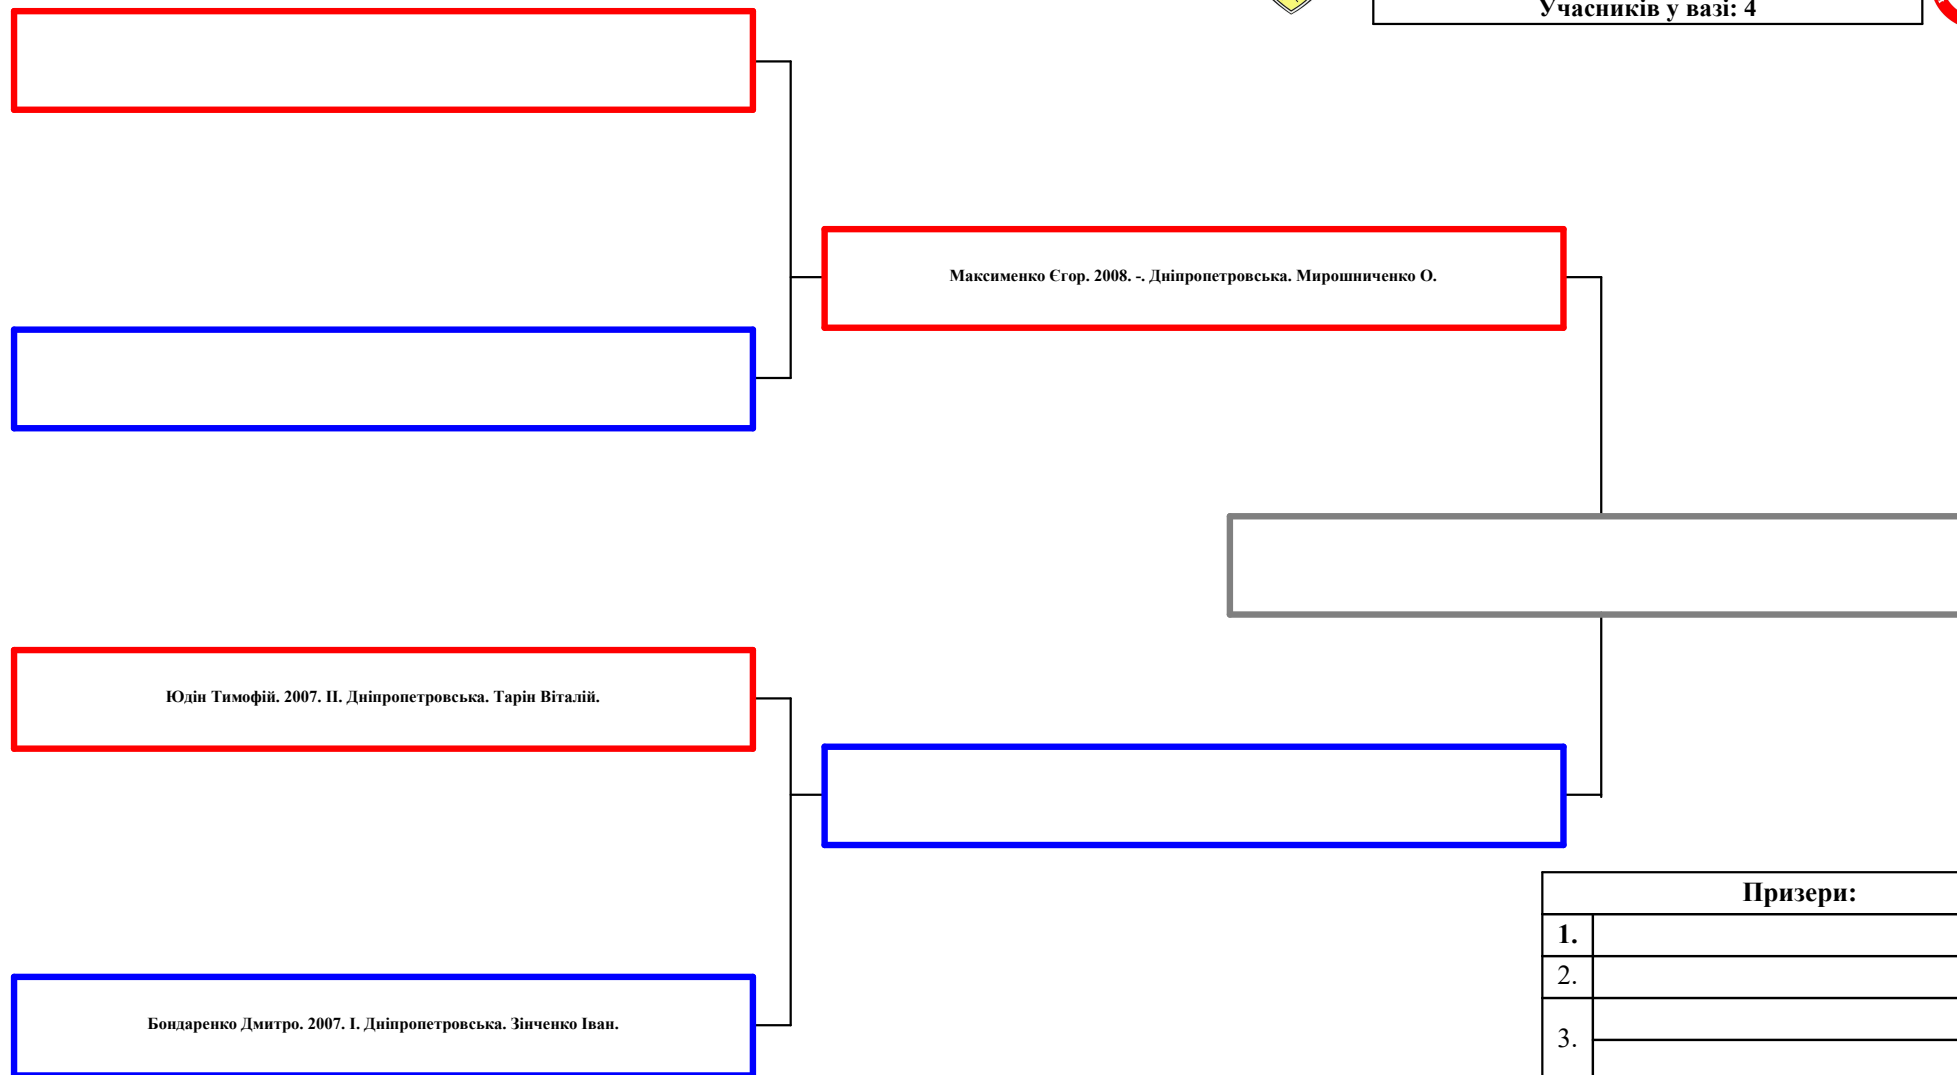 Учасників у вазі: 4
Максименко Єгор. 2008. -. Дніпропетровська. Мирошниченко О.
Юдін Тимофій. 2007. II. Дніпропетровська. Тарін Віталій.
Бондаренко Дмитро. 2007. I. Дніпропетровська. Зінченко Іван.
Призери:
1.
2.
3.